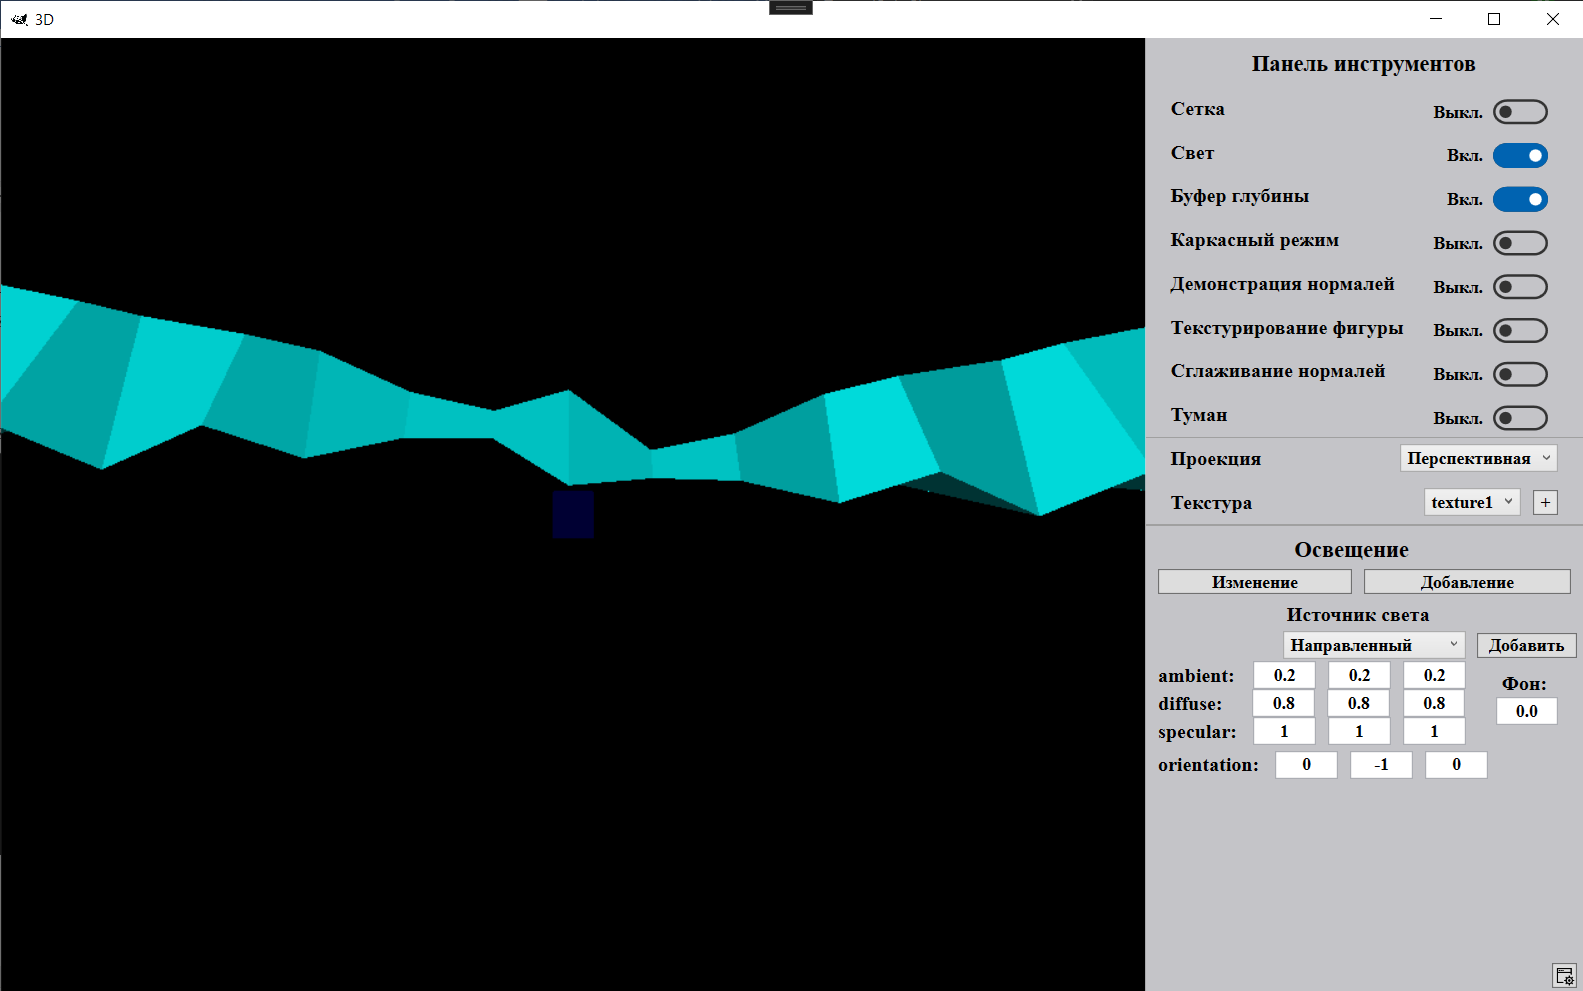 3D
Панель инструментов
Сетка Выкл.
Свет Вкл.
Буфер глубины Вкл.
Каркасный режим Выкл.
Демонстрация нормалей Выкл.
Текстурирование фигуры Выкл.
Сглаживание нормалей Выкл.
Туман Выкл.
Проекция Перспективная
Текстура texture1 +
Освещение
Изменение Добавление
Источник света
Направленный Добавить
ambient: 0.2 0.2 0.2 Фон:
diffuse: 0.8 0.8 0.8 0.0
specular: 1 1 1
orientation: 0 -1 0